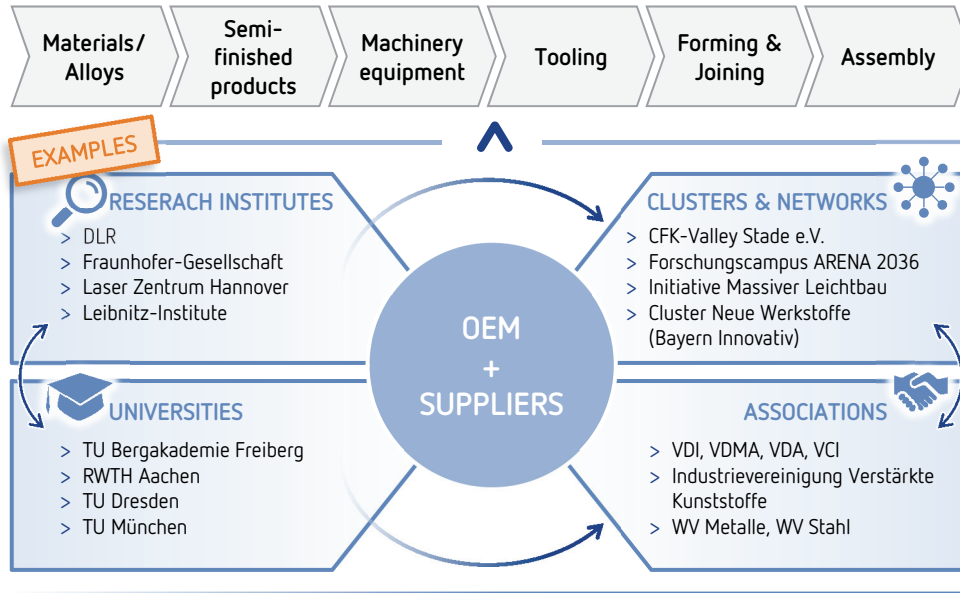 Materials/
Alloys
Semi-
finished
products
Machinery
equipment
Tooling
Forming &
Joining
Assembly
EXAMPLES
RESERACH INSTITUTES
> DLR
> Fraunhofer-Gesellschaft
> Laser Zentrum Hannover
> Leibnitz-Institute
CLUSTERS & NETWORKS
> CFK-Valley Stade e.V.
> Forschungscampus ARENA 2036
> Initiative Massiver Leichtbau
> Cluster Neue Werkstoffe
(Bayern Innovativ)
OEM
+
SUPPLIERS
UNIVERSITIES
> TU Bergakademie Freiberg
> RWTH Aachen
> TU Dresden
> TU München
ASSOCIATIONS
> VDI, VDMA, VDA, VCI
> Industrievereinigung Verstärkte
Kunststoffe
> WV Metalle, WV Stahl